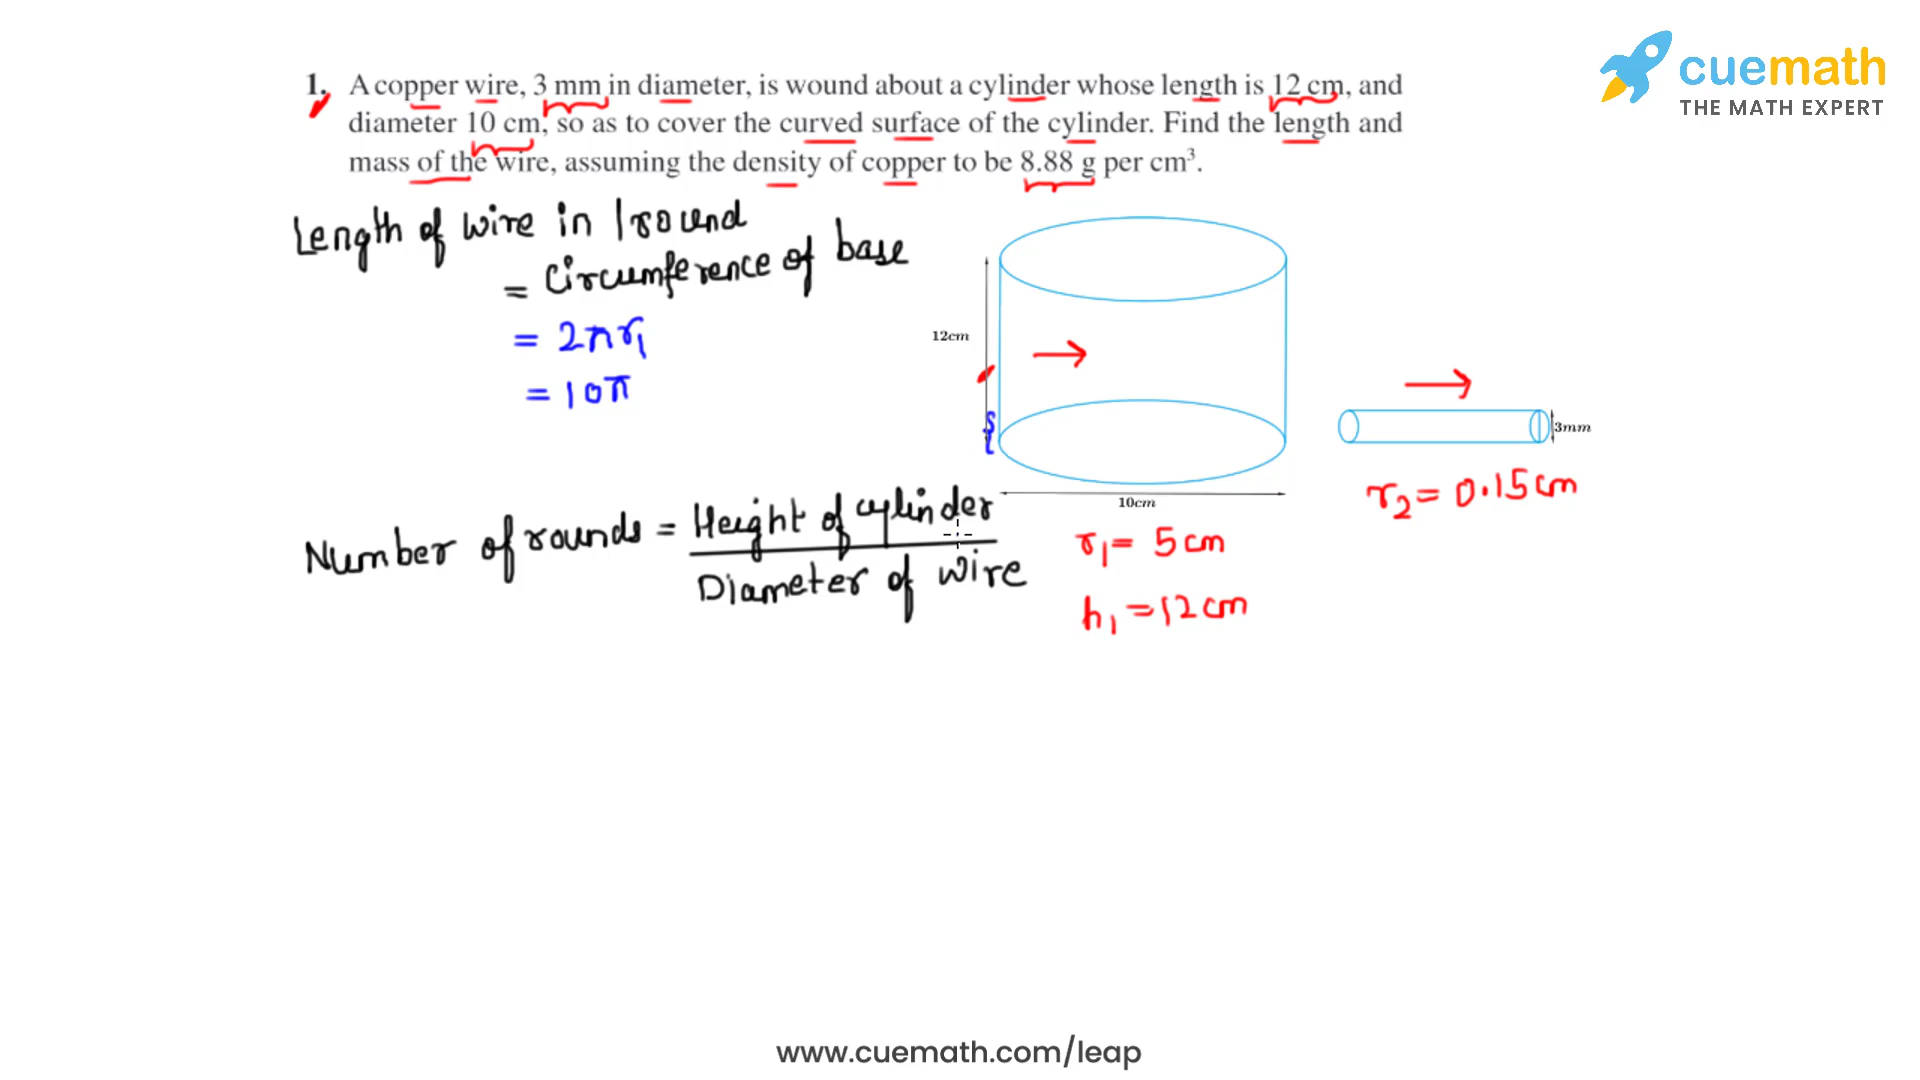 cuemath
THE MATH EXPERT
1. A copper wire, 3 mm in diameter, is wound about a cylinder whose length is 12 cm, and
diameter 10 cm, so as to cover the curved surface of the cylinder. Find the length and
mass of the wire, assuming the density of copper to be 8.88 g per cm³.
Length of wire in 1 round
= Circumference of base
= 2πr₁
= 10π
12cm
3mm
10cm
r₂ = 0.15cm
Number of rounds = Height of cylinder
Diameter of wire
r₁ = 5cm
h₁ = 12cm
www.cuemath.com/leap